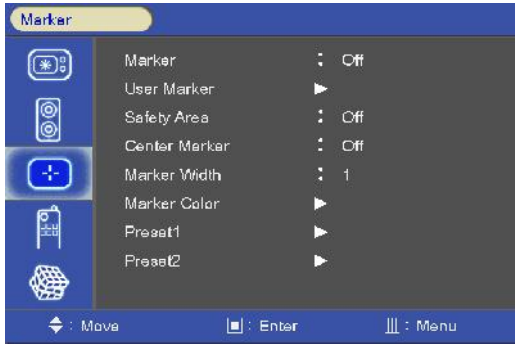 Marker
Marker : Off
User Marker ▶
Safety Area : Off
Center Marker : Off
Marker Width : 1
Marker Color ▶
Preset1 ▶
Preset2 ▶
: Move : Enter : Menu